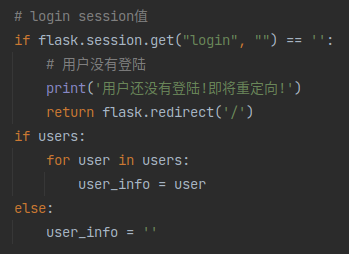 # login session值
if flask.session.get("login", "") == '':
    # 用户没有登陆
    print('用户还没有登陆!即将重定向!')
    return flask.redirect('/')
if users:
    for user in users:
        user_info = user
else:
    user_info = ''